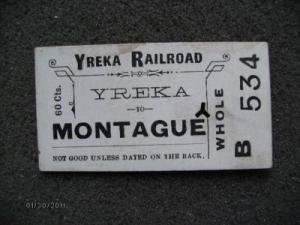 YREKA RAILROAD
60 Cts.
YREKA
TO
MONTAGUE
NOT GOOD UNLESS DATED ON THE BACK.
WHOLE
B 534
01/30/2011